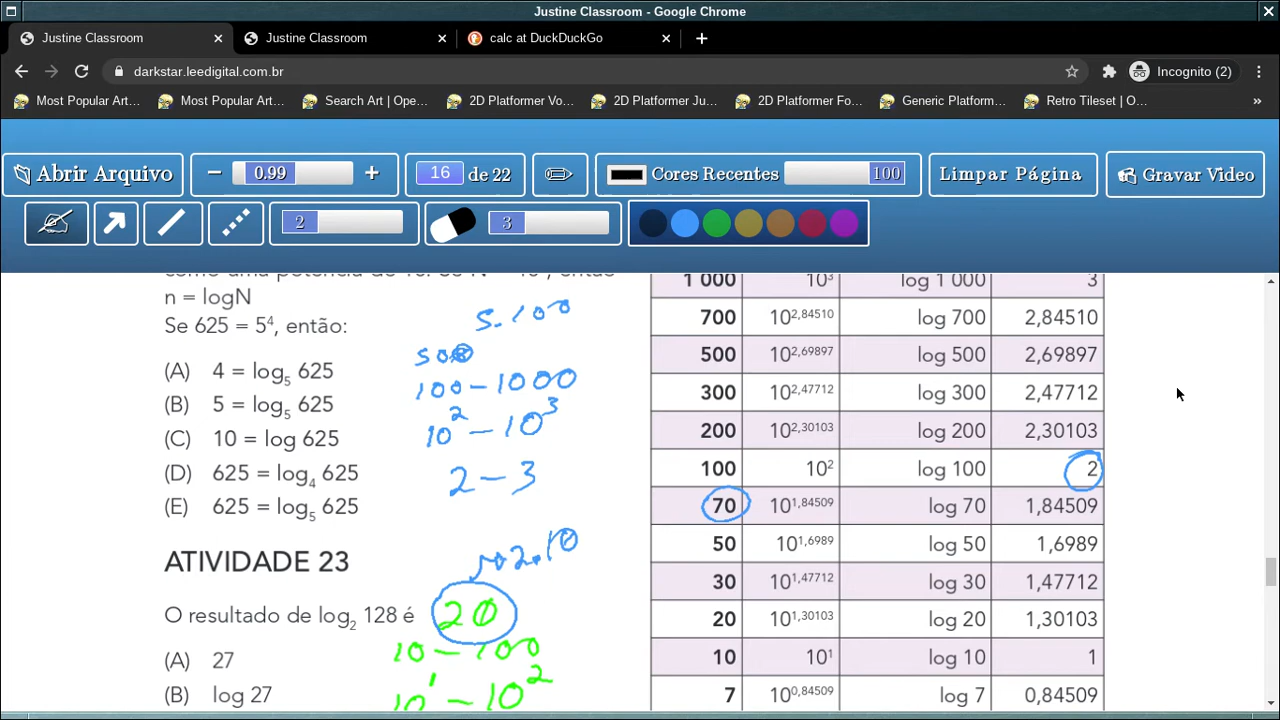 Justine Classroom - Google Chrome
Justine Classroom
Justine Classroom
calc at DuckDuckGo
darkstar.leedigital.com.br
Incognito (2)
Most Popular Art...
Most Popular Art...
Search Art | Ope...
2D Platformer Vo...
2D Platformer Ju...
2D Platformer Fo...
Generic Platform...
Retro Tileset | O...
»
Abrir Arquivo
− 0.99 +
16 de 22
Cores Recentes 100
Limpar Página
Gravar Video
2
3
n = logN
Se 625 = 5⁴, então:
(A) 4 = log₅ 625
(B) 5 = log₅ 625
(C) 10 = log 625
(D) 625 = log₄ 625
(E) 625 = log₅ 625
5.100
500
100 – 1000
10² – 10³
2 – 3
ATIVIDADE 23
2.10
O resultado de log₂ 128 é 20
(A) 27
10 – 100
(B) log 27
10¹ – 10²
1 000 10³ log 1 000 3
700 10^2,84510 log 700 2,84510
500 10^2,69897 log 500 2,69897
300 10^2,47712 log 300 2,47712
200 10^2,30103 log 200 2,30103
100 10² log 100 2
70 10^1,84509 log 70 1,84509
50 10^1,6989 log 50 1,6989
30 10^1,47712 log 30 1,47712
20 10^1,30103 log 20 1,30103
10 10¹ log 10 1
7 10^0,84509 log 7 0,84509